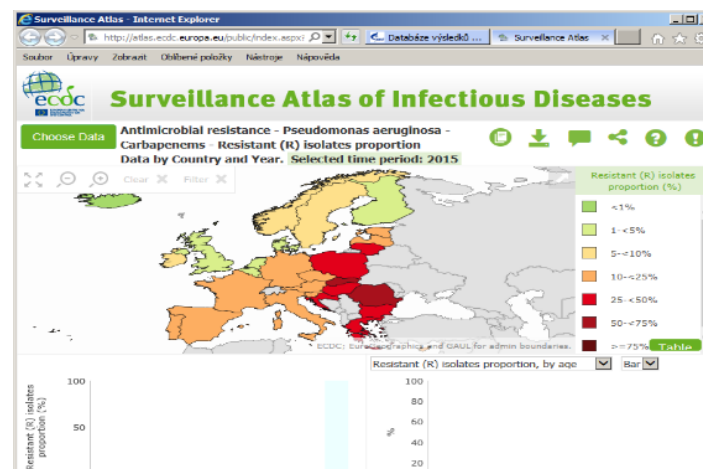 Surveillance Atlas - Internet Explorer
http://atlas.ecdc.europa.eu/public/index.aspx
Databáze výsledků ...
Surveillance Atlas
Soubor Úpravy Zobrazit Oblíbené položky Nástroje Nápověda
ecdc
Surveillance Atlas of Infectious Diseases
Choose Data
Antimicrobial resistance - Pseudomonas aeruginosa -
Carbapenems - Resistant (R) isolates proportion
Data by Country and Year. Selected time period: 2015
Clear X Filter X
Resistant (R) isolates
proportion (%)
<1%
1-<5%
5-<10%
10-<25%
25-<50%
50-<75%
>=75%
Table
ECDC; EuroGeographics and GAUL for admin boundaries.
Resistant (R) isolates proportion, by age
Bar
Resistant (R) isolates
proportion (%)
100
50
%
100
80
60
40
20